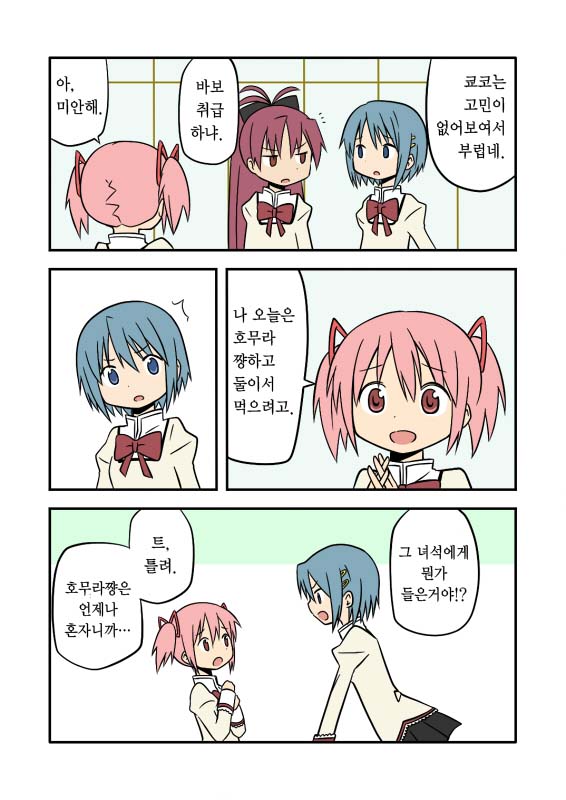 쿄코는
고민이
없어보여서
부럽네.
바보
취급
하냐.
아,
미안해.
나 오늘은
호무라
쨩하고
둘이서
먹으려고.
그 녀석에게
뭔가
들은거야!?
트,
틀려.
호무라쨩은
언제나
혼자니까…